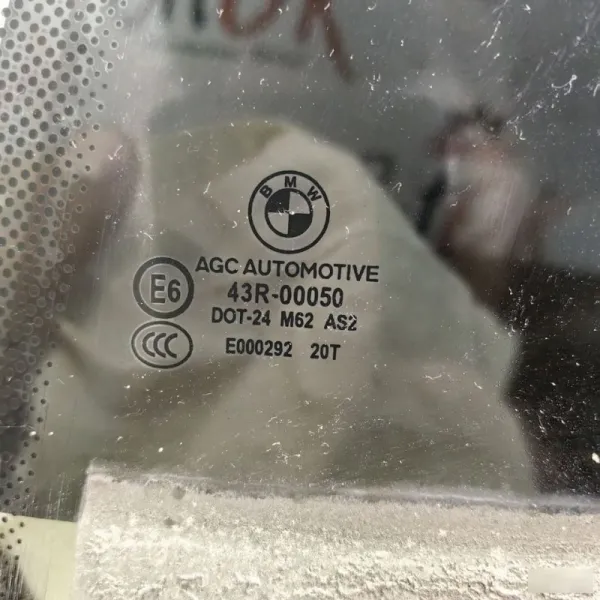 BMW
AGC AUTOMOTIVE
E6 43R-00050
DOT-24 M62 AS2
CCC E000292 20T